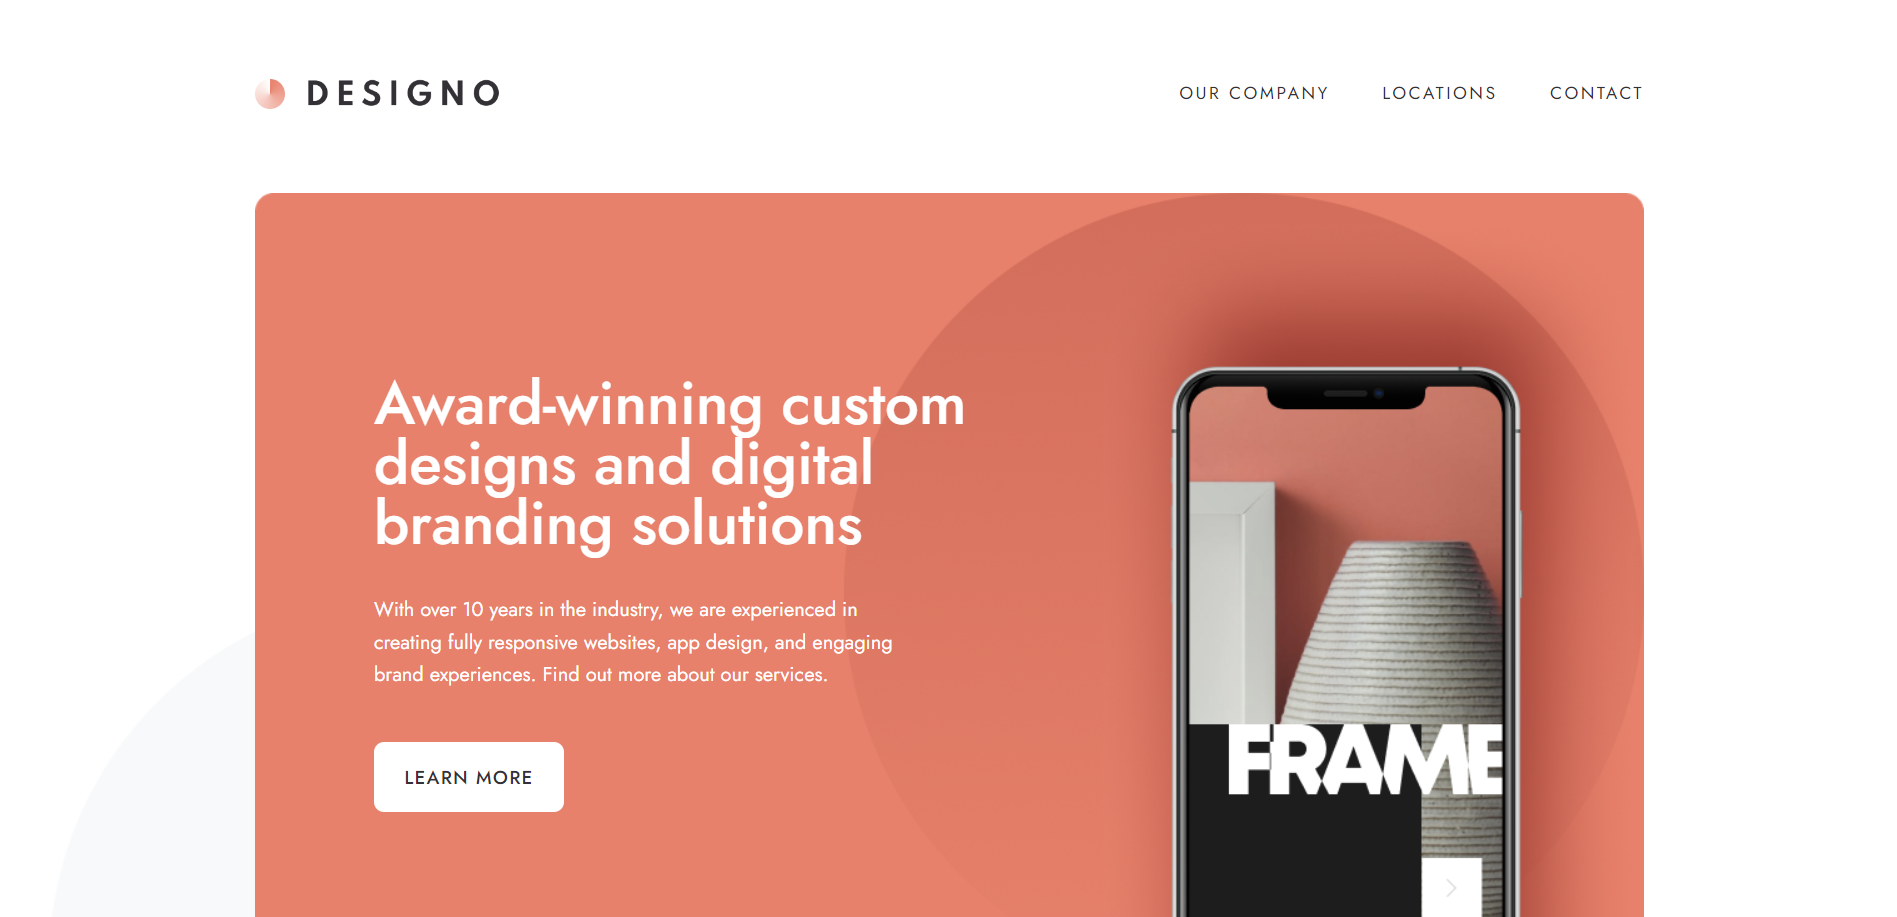 DESIGNO
OUR COMPANY
LOCATIONS
CONTACT
Award-winning custom
designs and digital
branding solutions
With over 10 years in the industry, we are experienced in
creating fully responsive websites, app design, and engaging
brand experiences. Find out more about our services.
LEARN MORE
FRAME